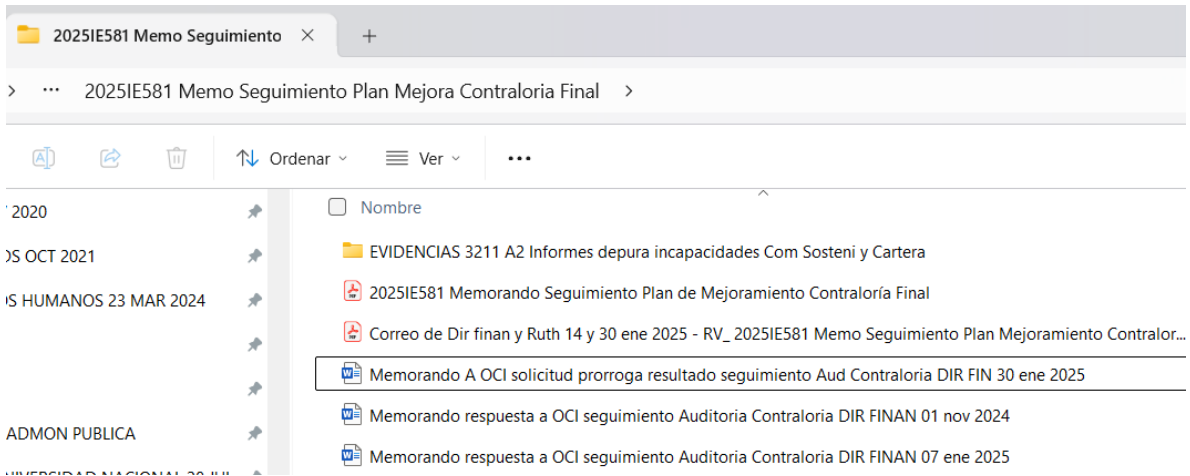 2025IE581 Memo Seguimiento
2025IE581 Memo Seguimiento Plan Mejora Contraloria Final
Ordenar
Ver
2020
OS OCT 2021
OS HUMANOS 23 MAR 2024
ADMON PUBLICA
Nombre
EVIDENCIAS 3211 A2 Informes depura incapacidades Com Sosteni y Cartera
2025IE581 Memorando Seguimiento Plan de Mejoramiento Contraloría Final
Correo de Dir finan y Ruth 14 y 30 ene 2025 - RV_ 2025IE581 Memo Seguimiento Plan Mejoramiento Contralor...
Memorando A OCI solicitud prorroga resultado seguimiento Aud Contraloria DIR FIN 30 ene 2025
Memorando respuesta a OCI seguimiento Auditoria Contraloria DIR FINAN 01 nov 2024
Memorando respuesta a OCI seguimiento Auditoria Contraloria DIR FINAN 07 ene 2025